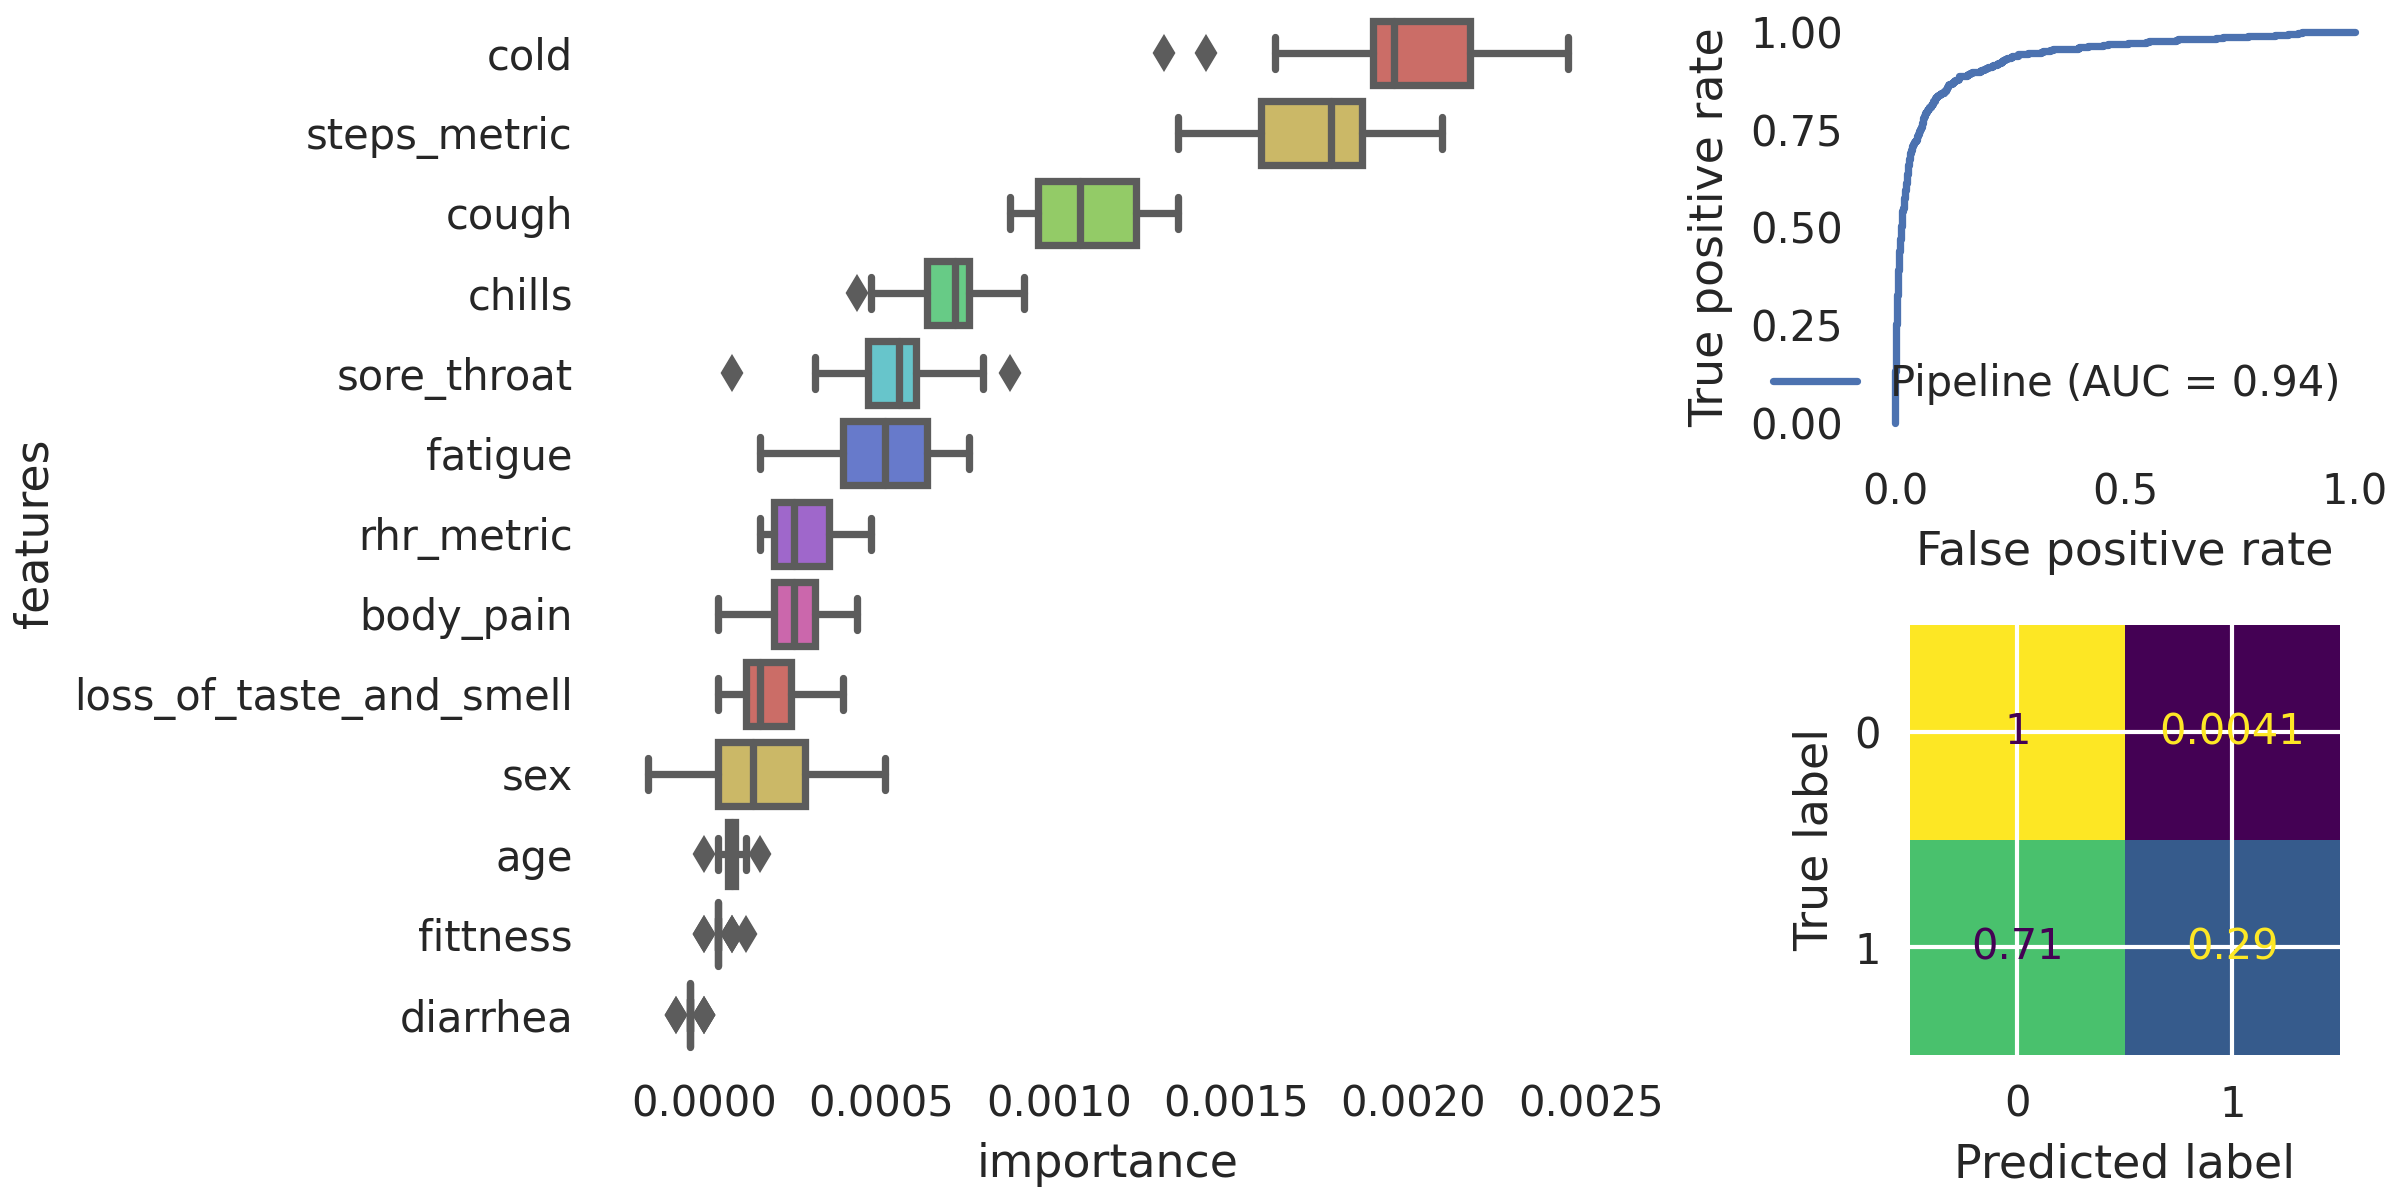 features
cold
steps_metric
cough
chills
sore_throat
fatigue
rhr_metric
body_pain
loss_of_taste_and_smell
sex
age
fittness
diarrhea
0.0000 0.0005 0.0010 0.0015 0.0020 0.0025
importance
True positive rate
1.00
0.75
0.50
0.25
Pipeline (AUC = 0.94)
0.00
0.0 0.5 1.0
False positive rate
True label
0 1 0.0041
1 0.71 0.29
0 1
Predicted label